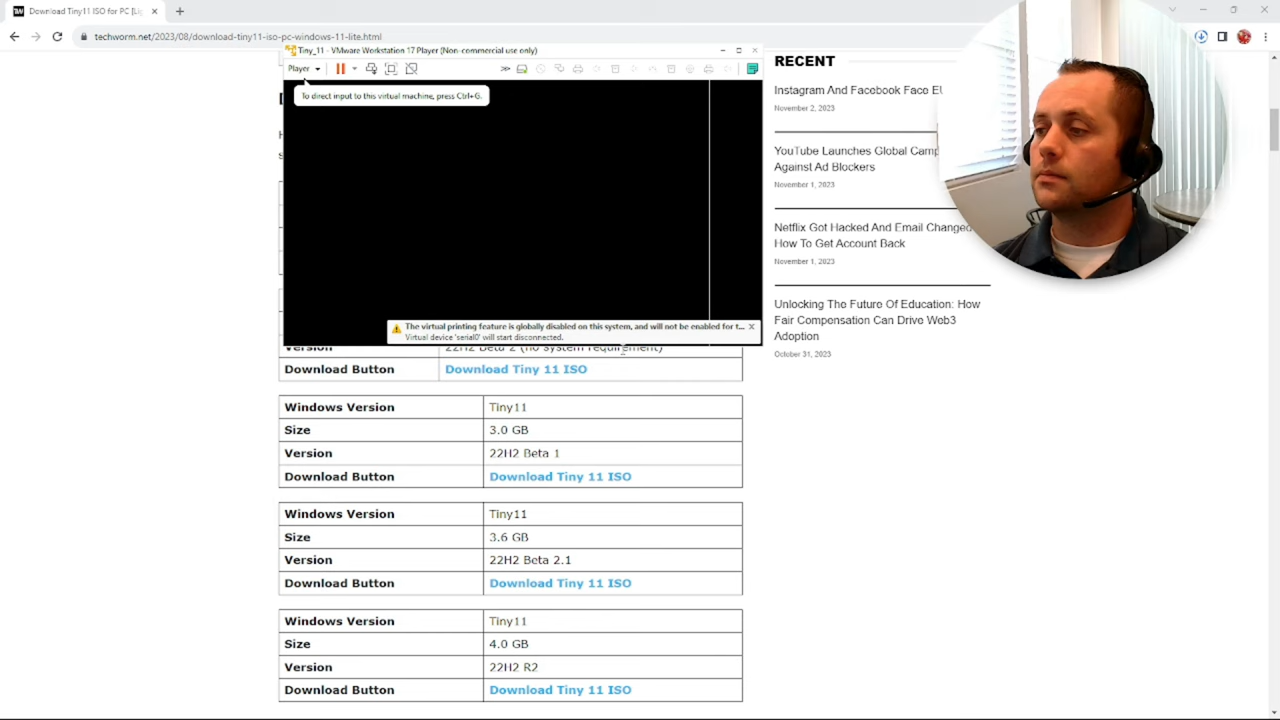 Download Tiny11 ISO for PC [Li
techworm.net/2023/08/download-tiny11-iso-pc-windows-11-lite.html
Tiny_11 - VMware Workstation 17 Player (Non-commercial use only)
Player
To direct input to this virtual machine, press Ctrl+G.
The virtual printing feature is globally disabled on this system, and will not be enabled for t...
Virtual device 'serial0' will start disconnected.
Version 22H2 Beta 2 (no system requirement)
Download Button Download Tiny 11 ISO
Windows Version Tiny11
Size 3.0 GB
Version 22H2 Beta 1
Download Button Download Tiny 11 ISO
Windows Version Tiny11
Size 3.6 GB
Version 22H2 Beta 2.1
Download Button Download Tiny 11 ISO
Windows Version Tiny11
Size 4.0 GB
Version 22H2 R2
Download Button Download Tiny 11 ISO
RECENT
Instagram And Facebook Face EU
November 2, 2023
YouTube Launches Global Camp
Against Ad Blockers
November 1, 2023
Netflix Got Hacked And Email Changed
How To Get Account Back
November 1, 2023
Unlocking The Future Of Education: How
Fair Compensation Can Drive Web3
Adoption
October 31, 2023